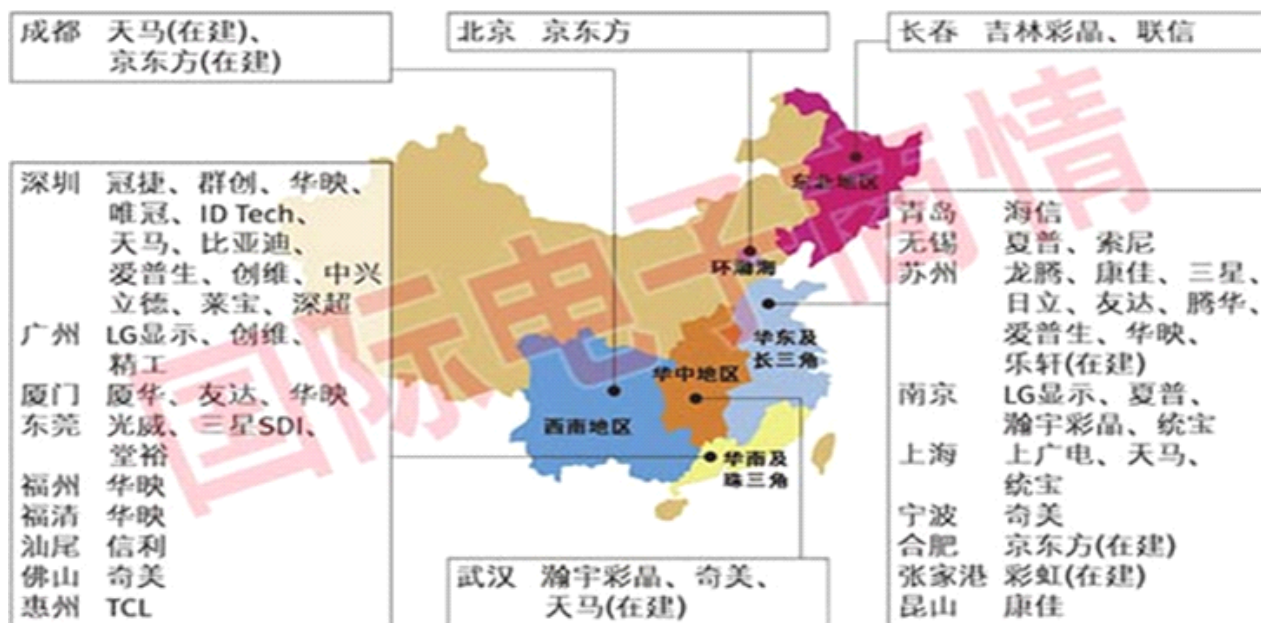 成都 天马(在建)、
京东方(在建)
北京 京东方
长春 吉林彩晶、联信
深圳 冠捷、群创、华映、
唯冠、ID Tech、
天马、比亚迪、
爱普生、创维、中兴
立德、莱宝、深超
广州 LG显示、创维、
精工
厦门 厦华、友达、华映
东莞 光威、三星SDI、
堂裕
福州 华映
福清 华映
汕尾 信利
佛山 奇美
惠州 TCL
东北地区
环渤海
华东及
长三角
华中地区
西南地区
华南及
珠三角
武汉 瀚宇彩晶、奇美、
天马(在建)
青岛 海信
无锡 夏普、索尼
苏州 龙腾、康佳、三星、
日立、友达、腾华、
爱普生、华映、
乐轩(在建)
南京 LG显示、夏普、
瀚宇彩晶、统宝
上海 上广电、天马、
统宝
宁波 奇美
合肥 京东方(在建)
张家港 彩虹(在建)
昆山 康佳
国际电子商情